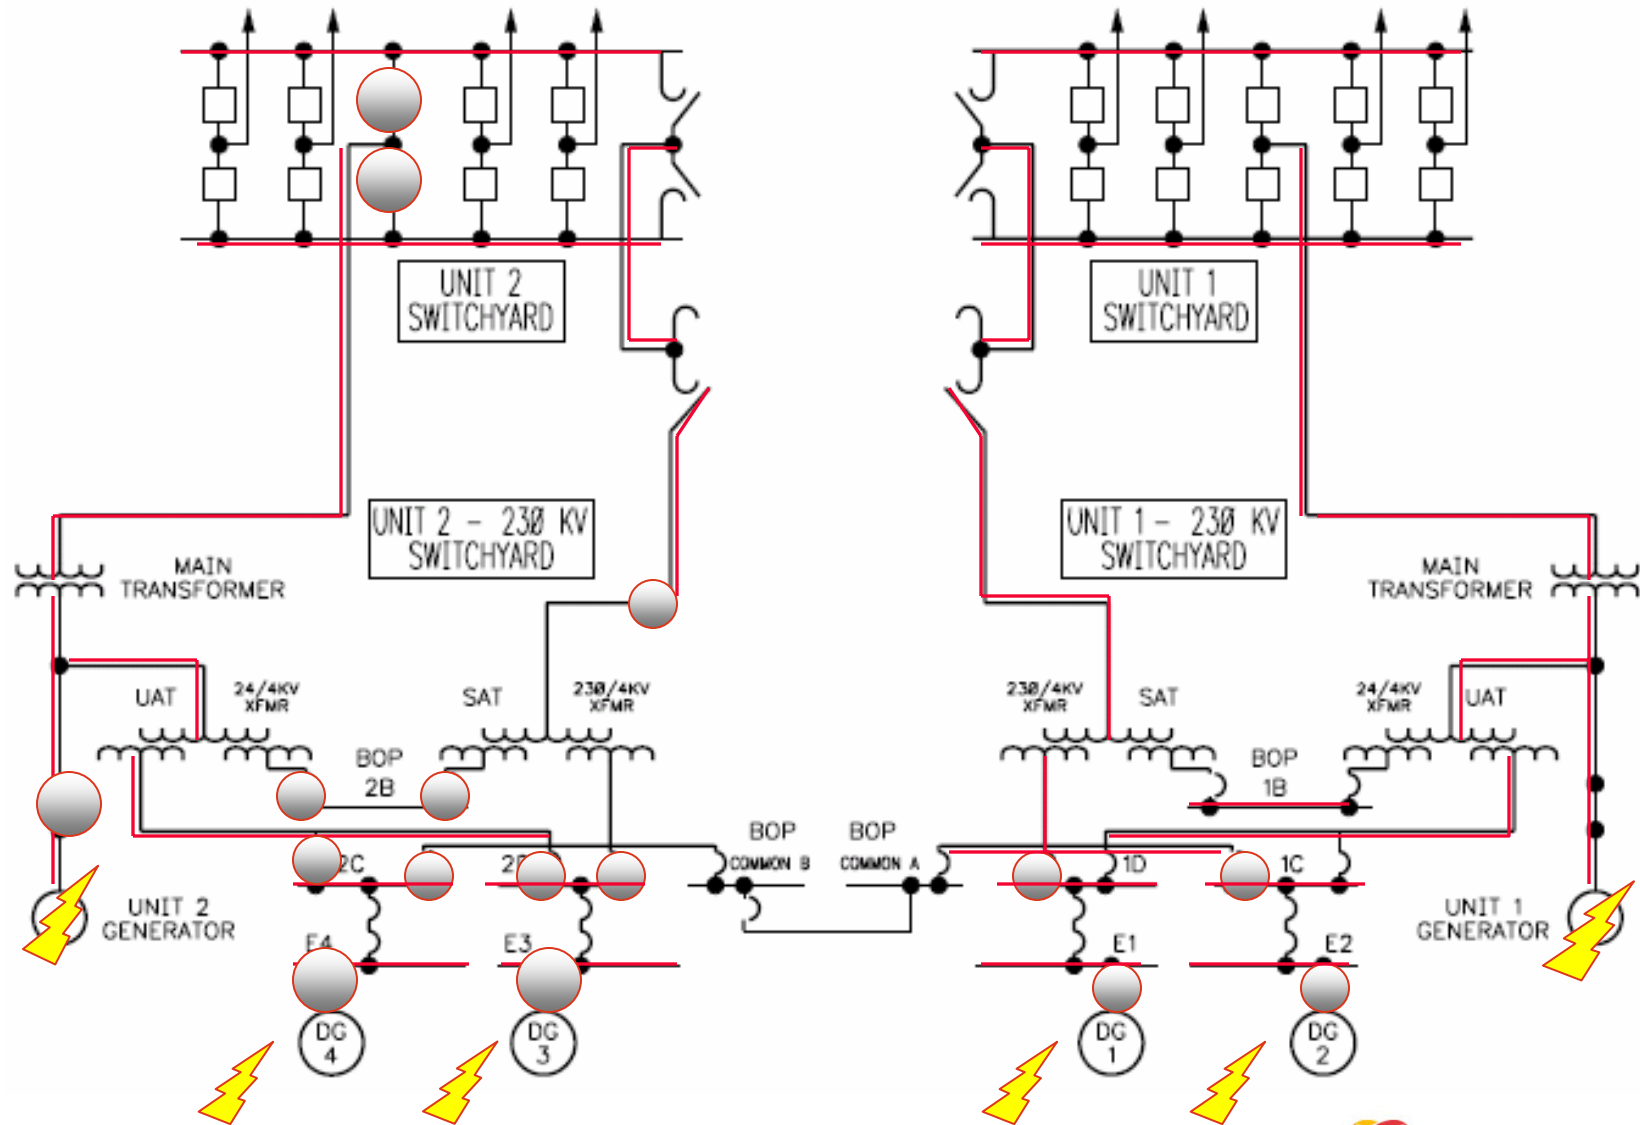 UNIT 2
SWITCHYARD
UNIT 1
SWITCHYARD
UNIT 2 - 230 KV
SWITCHYARD
UNIT 1- 230 KV
SWITCHYARD
MAIN
TRANSFORMER
MAIN
TRANSFORMER
UAT
24/4KV
XFMR
SAT
230/4KV
XFMR
230/4KV
XFMR
SAT
24/4KV
XFMR
UAT
BOP
2B
BOP
1B
BOP
COMMON B
BOP
COMMON A
2C
1D
1C
UNIT 2
GENERATOR
UNIT 1
GENERATOR
E4
E3
E1
E2
DG
4
DG
3
DG
1
DG
2